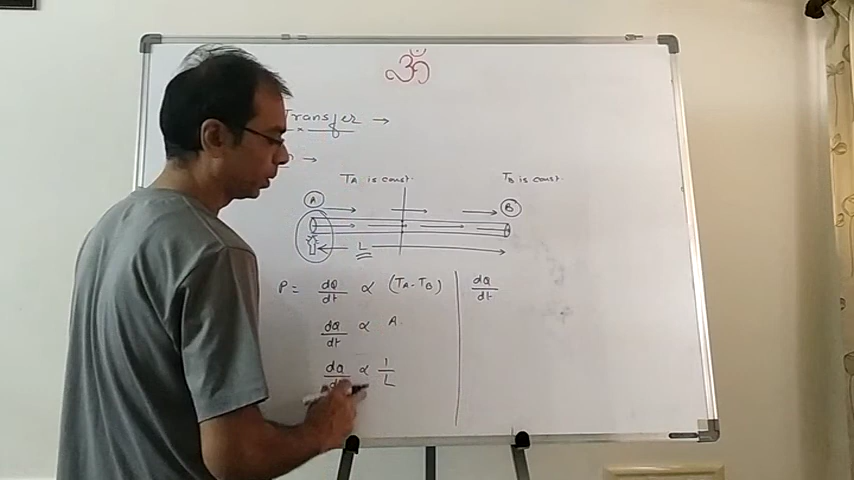 ॐ
Transfer →
→
TA is const. TB is const.
A B
L
P = dQ/dt ∝ (TA - TB) dQ/dt
dQ/dt ∝ A
dQ/dt ∝ 1/L